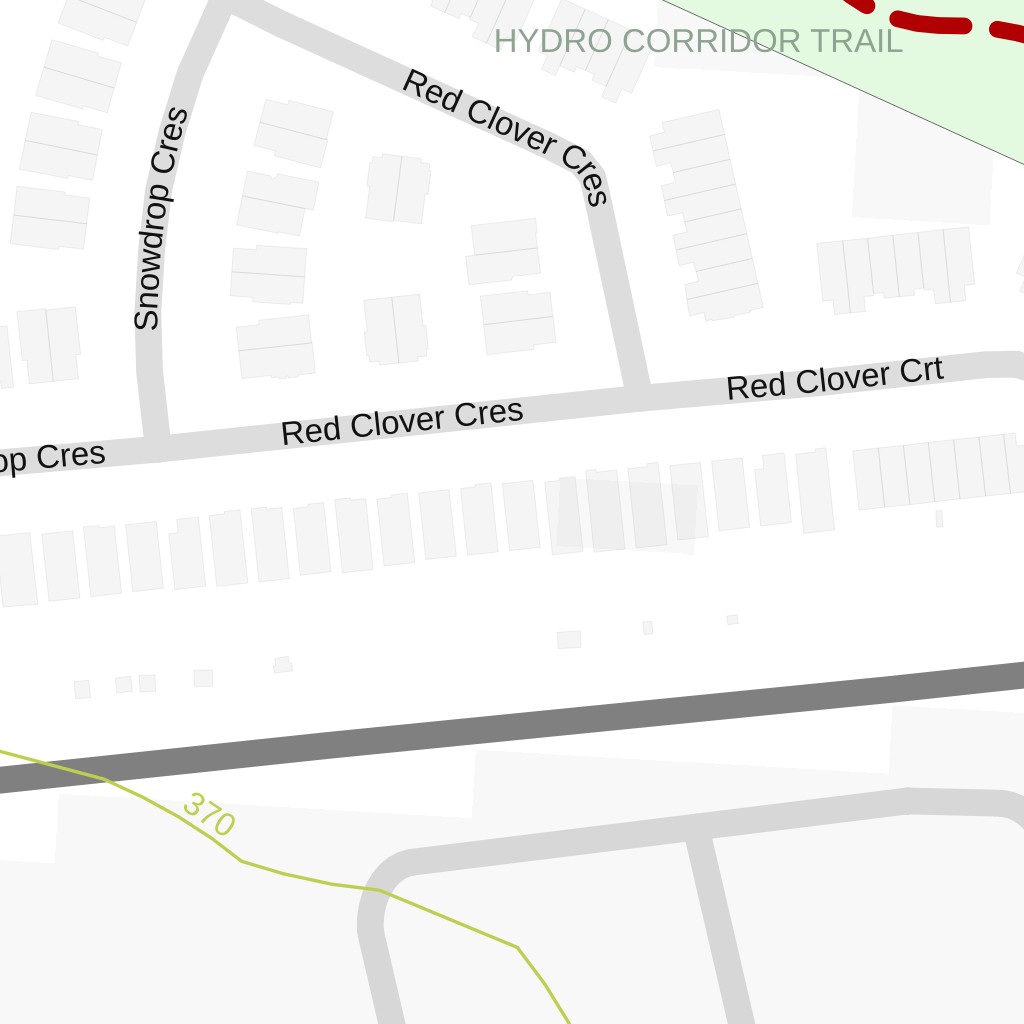 HYDRO CORRIDOR TRAIL
Red Clover Cres
Snowdrop Cres
Red Clover Crt
Red Clover Cres
op Cres
370